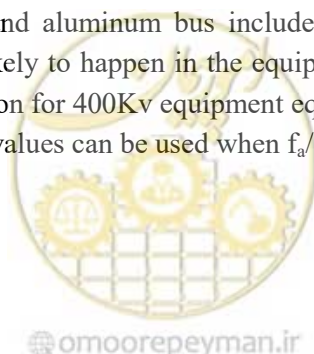 nd aluminum bus include
kely to happen in the equip
on for 400Kv equipment eq
values can be used when fa/
omoorepeyman.ir